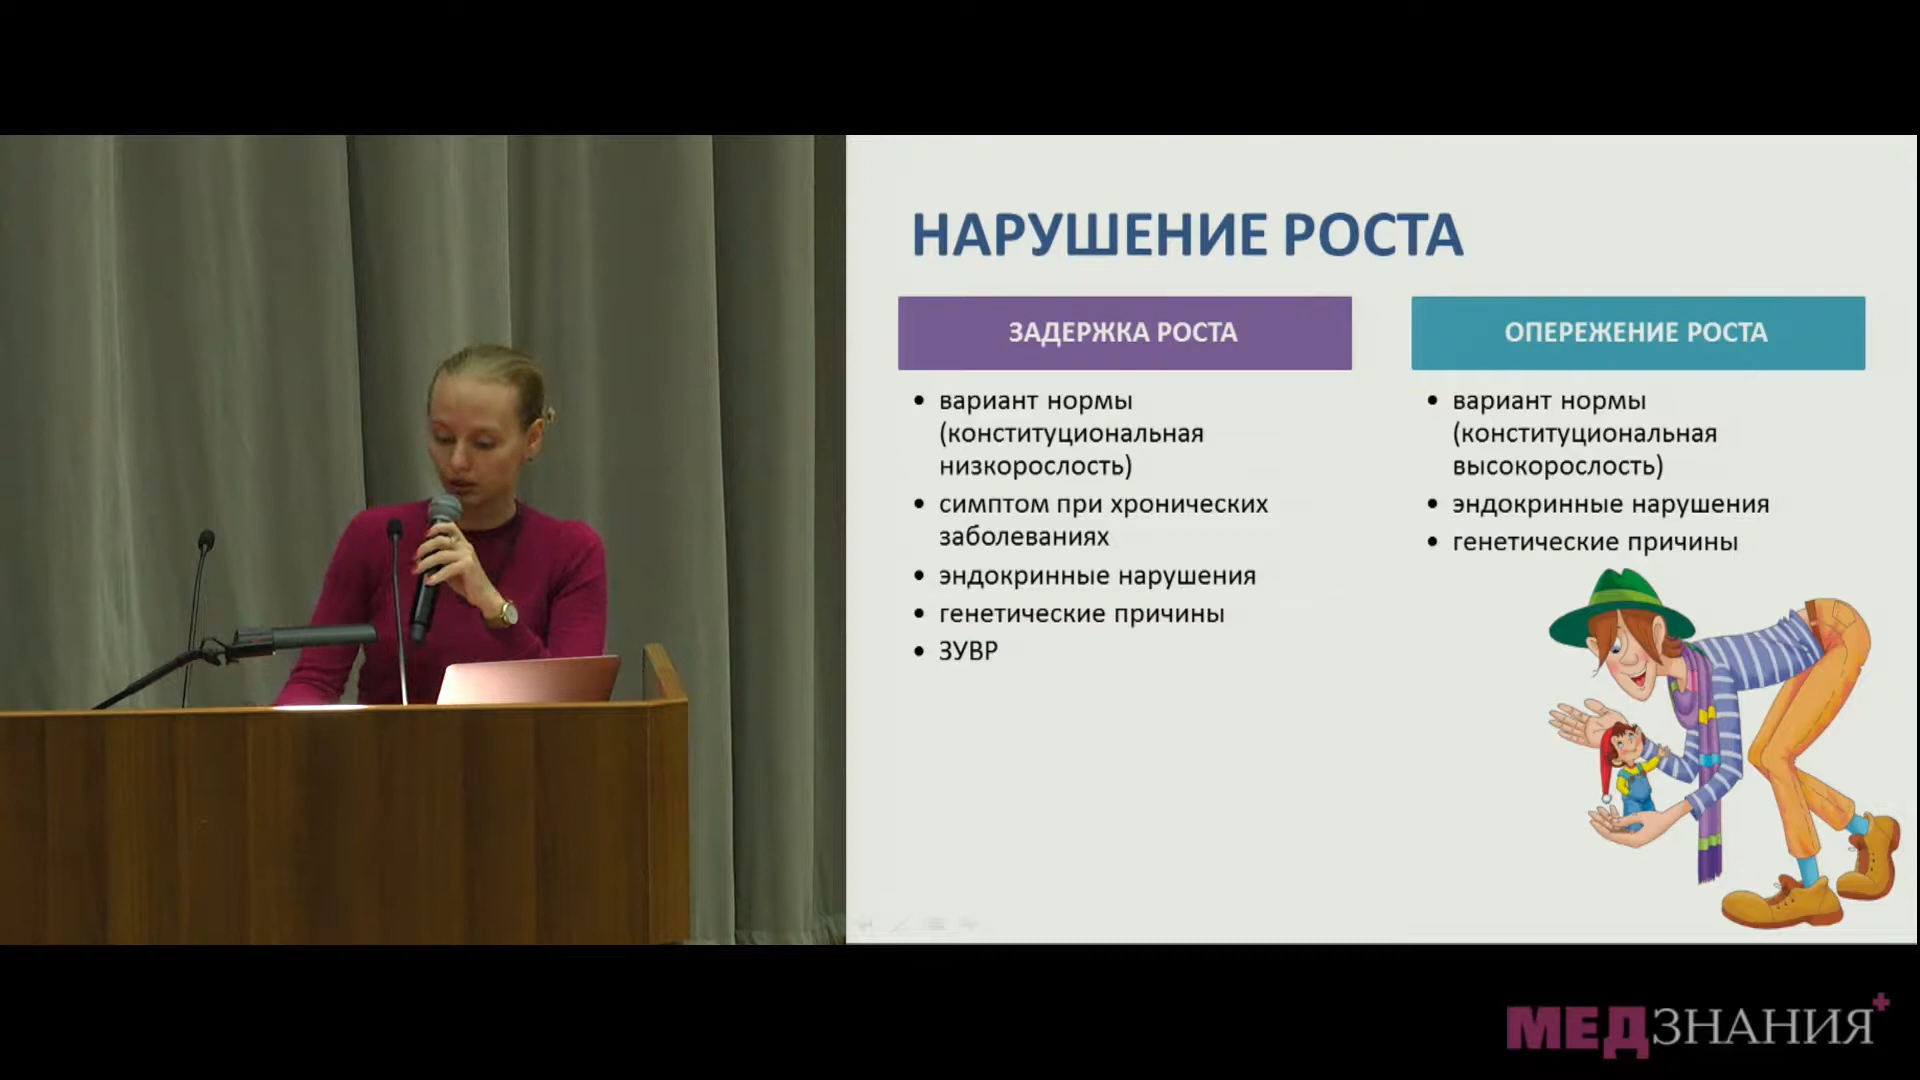 НАРУШЕНИЕ РОСТА
ЗАДЕРЖКА РОСТА
вариант нормы
(конституциональная
низкорослость)
симптом при хронических
заболеваниях
эндокринные нарушения
генетические причины
ЗУВР
ОПЕРЕЖЕНИЕ РОСТА
вариант нормы
(конституциональная
высокорослость)
эндокринные нарушения
генетические причины
МЕДЗНАНИЯ+